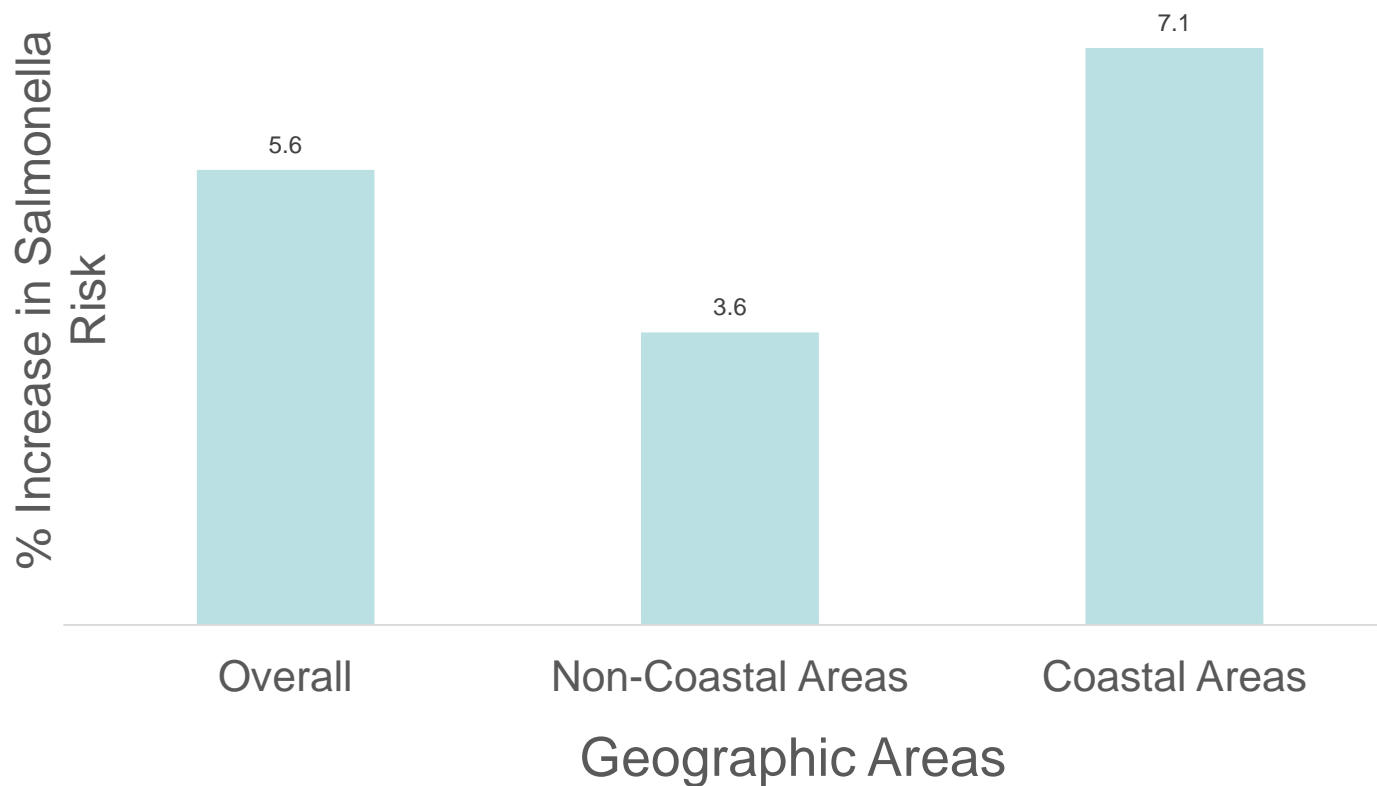 % Increase in Salmonella
Risk
5.6
3.6
7.1
Overall
Non-Coastal Areas
Coastal Areas
Geographic Areas